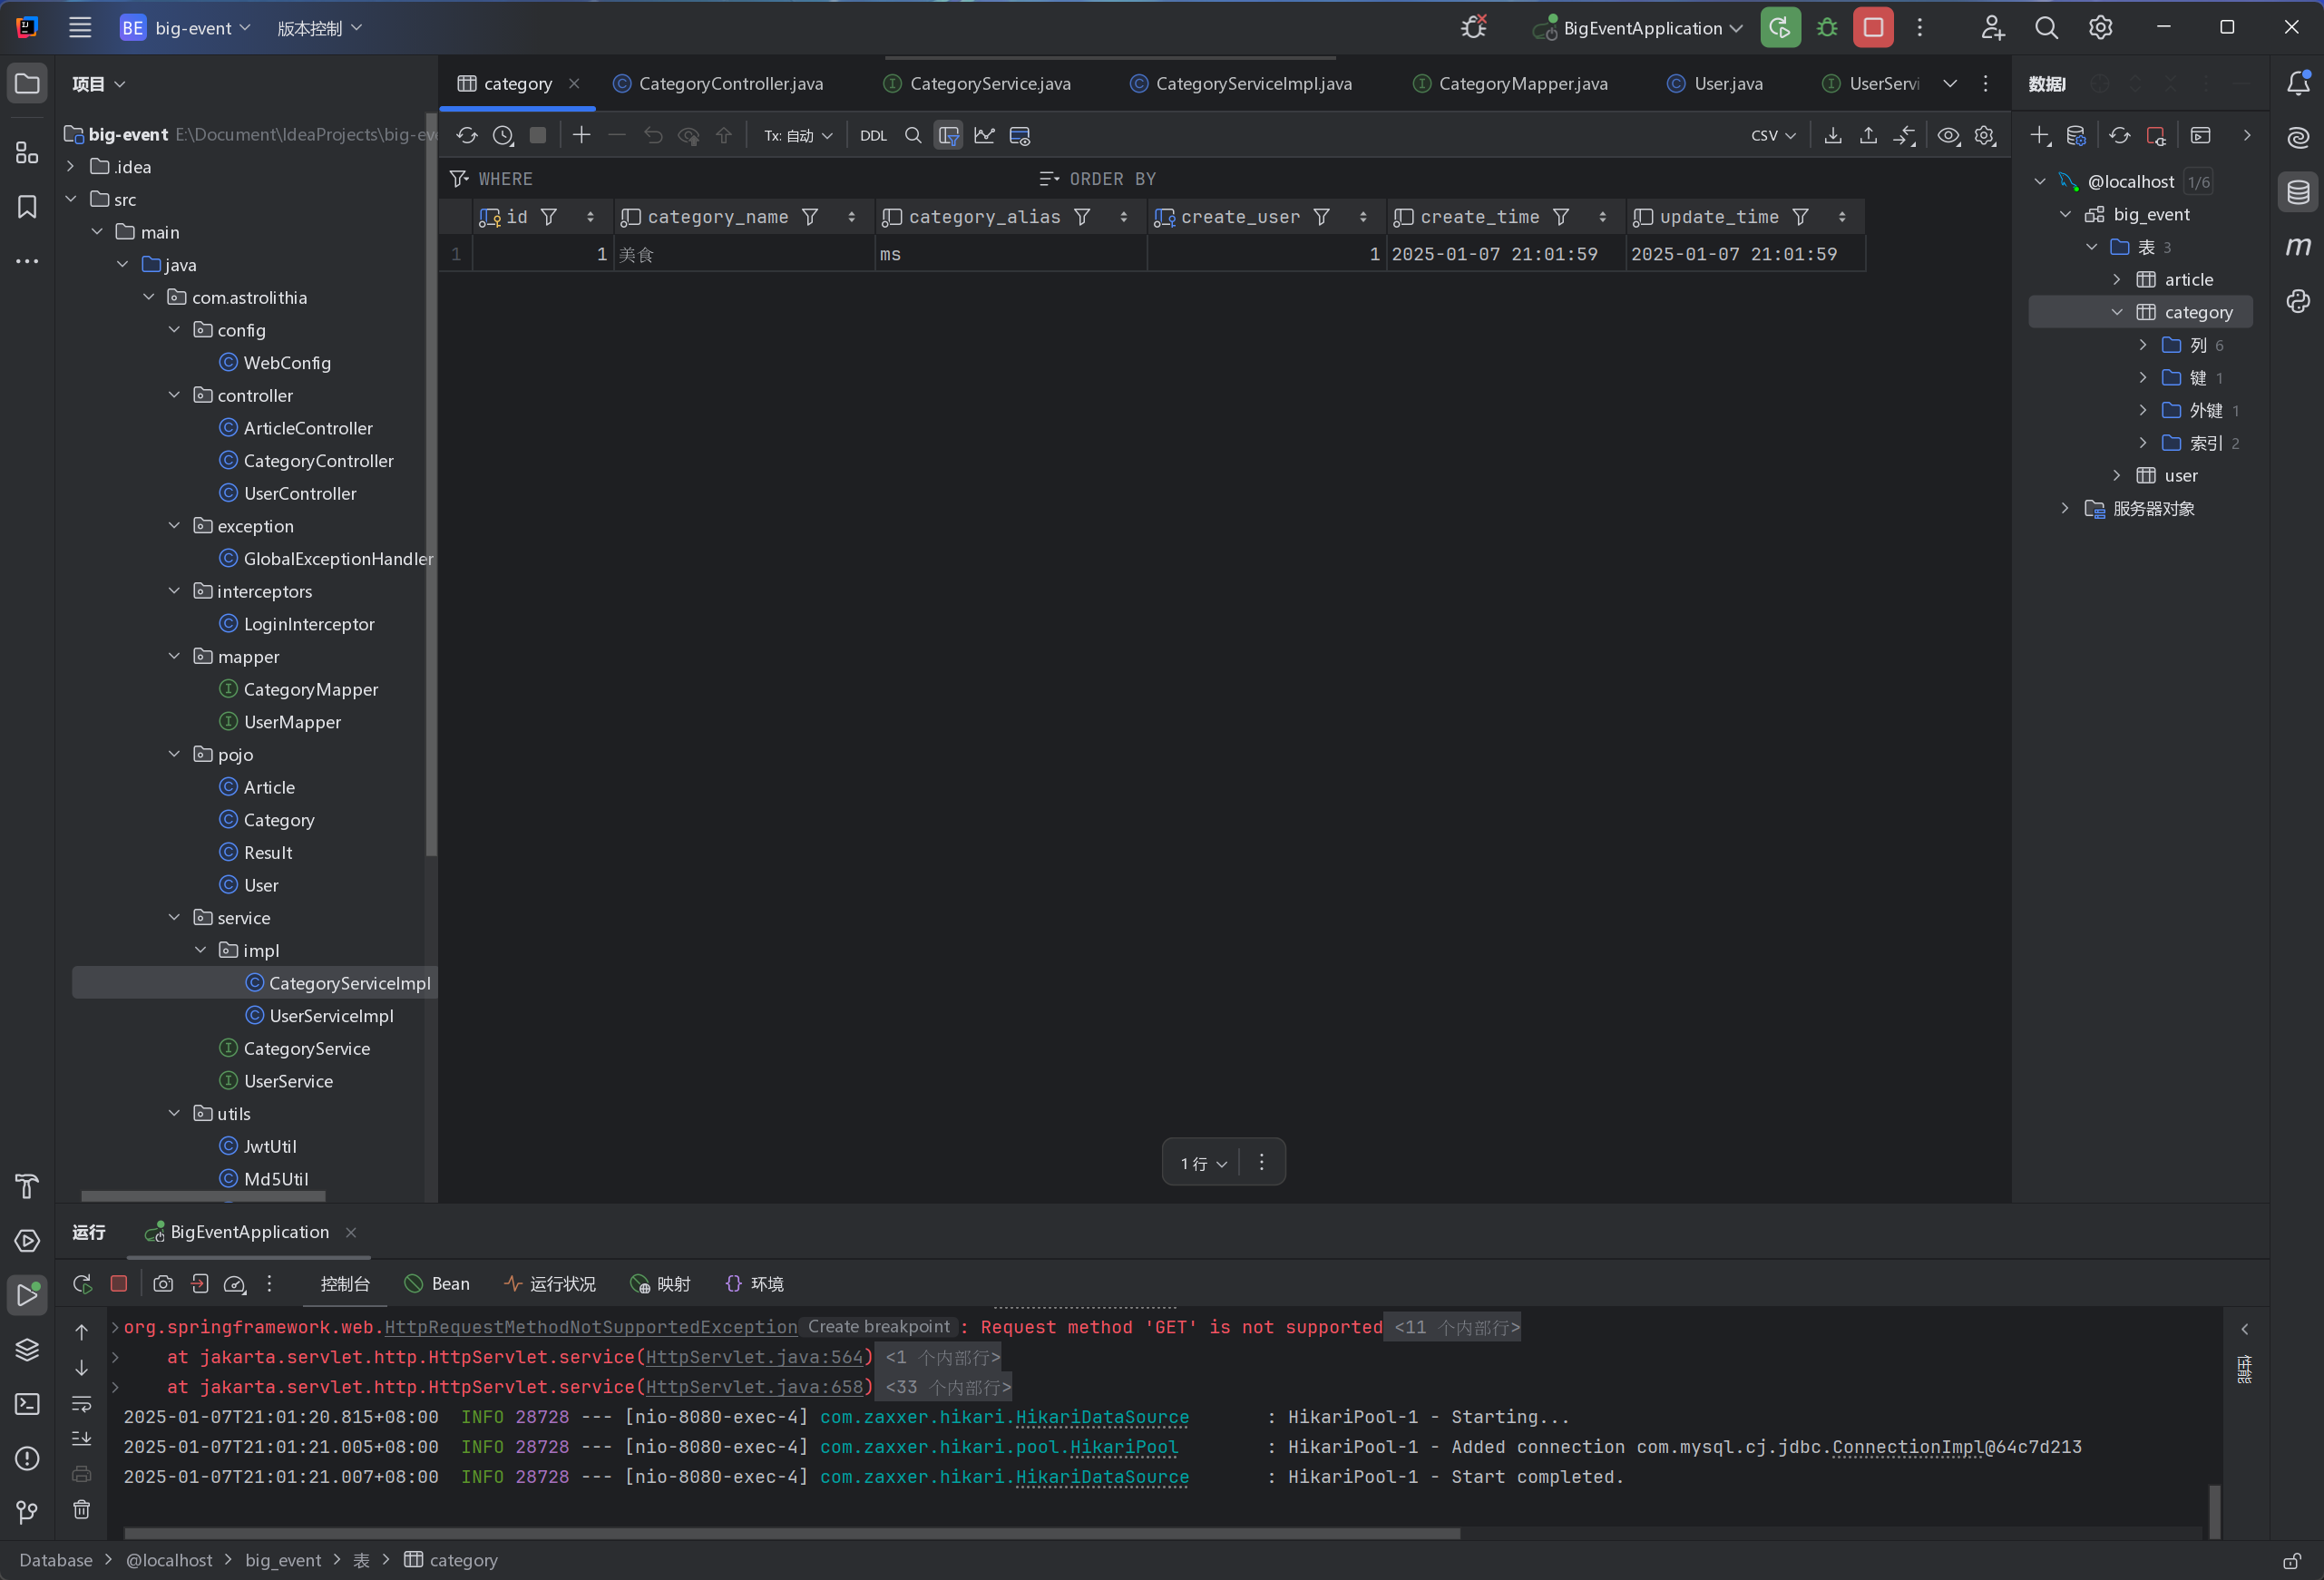 BE big-event 版本控制 BigEventApplication
项目
category CategoryController.java CategoryService.java CategoryServiceImpl.java CategoryMapper.java User.java UserServi
Tx: 自动 DDL CSV
WHERE ORDER BY
id category_name category_alias create_user create_time update_time
1 1 美食 ms 1 2025-01-07 21:01:59 2025-01-07 21:01:59
1 行
big-event E:\Document\IdeaProjects\big-eve
.idea
src
main
java
com.astrolithia
config
WebConfig
controller
ArticleController
CategoryController
UserController
exception
GlobalExceptionHandler
interceptors
LoginInterceptor
mapper
CategoryMapper
UserMapper
pojo
Article
Category
Result
User
service
impl
CategoryServiceImpl
UserServiceImpl
CategoryService
UserService
utils
JwtUtil
Md5Util
@localhost 1/6
big_event
表 3
article
category
列 6
键 1
外键 1
索引 2
user
服务器对象
运行 BigEventApplication
控制台 Bean 运行状况 映射 环境
org.springframework.web.HttpRequestMethodNotSupportedException Create breakpoint : Request method 'GET' is not supported <11 个内部行>
at jakarta.servlet.http.HttpServlet.service(HttpServlet.java:564) <1 个内部行>
at jakarta.servlet.http.HttpServlet.service(HttpServlet.java:658) <33 个内部行>
2025-01-07T21:01:20.815+08:00 INFO 28728 --- [nio-8080-exec-4] com.zaxxer.hikari.HikariDataSource : HikariPool-1 - Starting...
2025-01-07T21:01:21.005+08:00 INFO 28728 --- [nio-8080-exec-4] com.zaxxer.hikari.pool.HikariPool : HikariPool-1 - Added connection com.mysql.cj.jdbc.ConnectionImpl@64c7d213
2025-01-07T21:01:21.007+08:00 INFO 28728 --- [nio-8080-exec-4] com.zaxxer.hikari.HikariDataSource : HikariPool-1 - Start completed.
性能
Database > @localhost > big_event > 表 > category